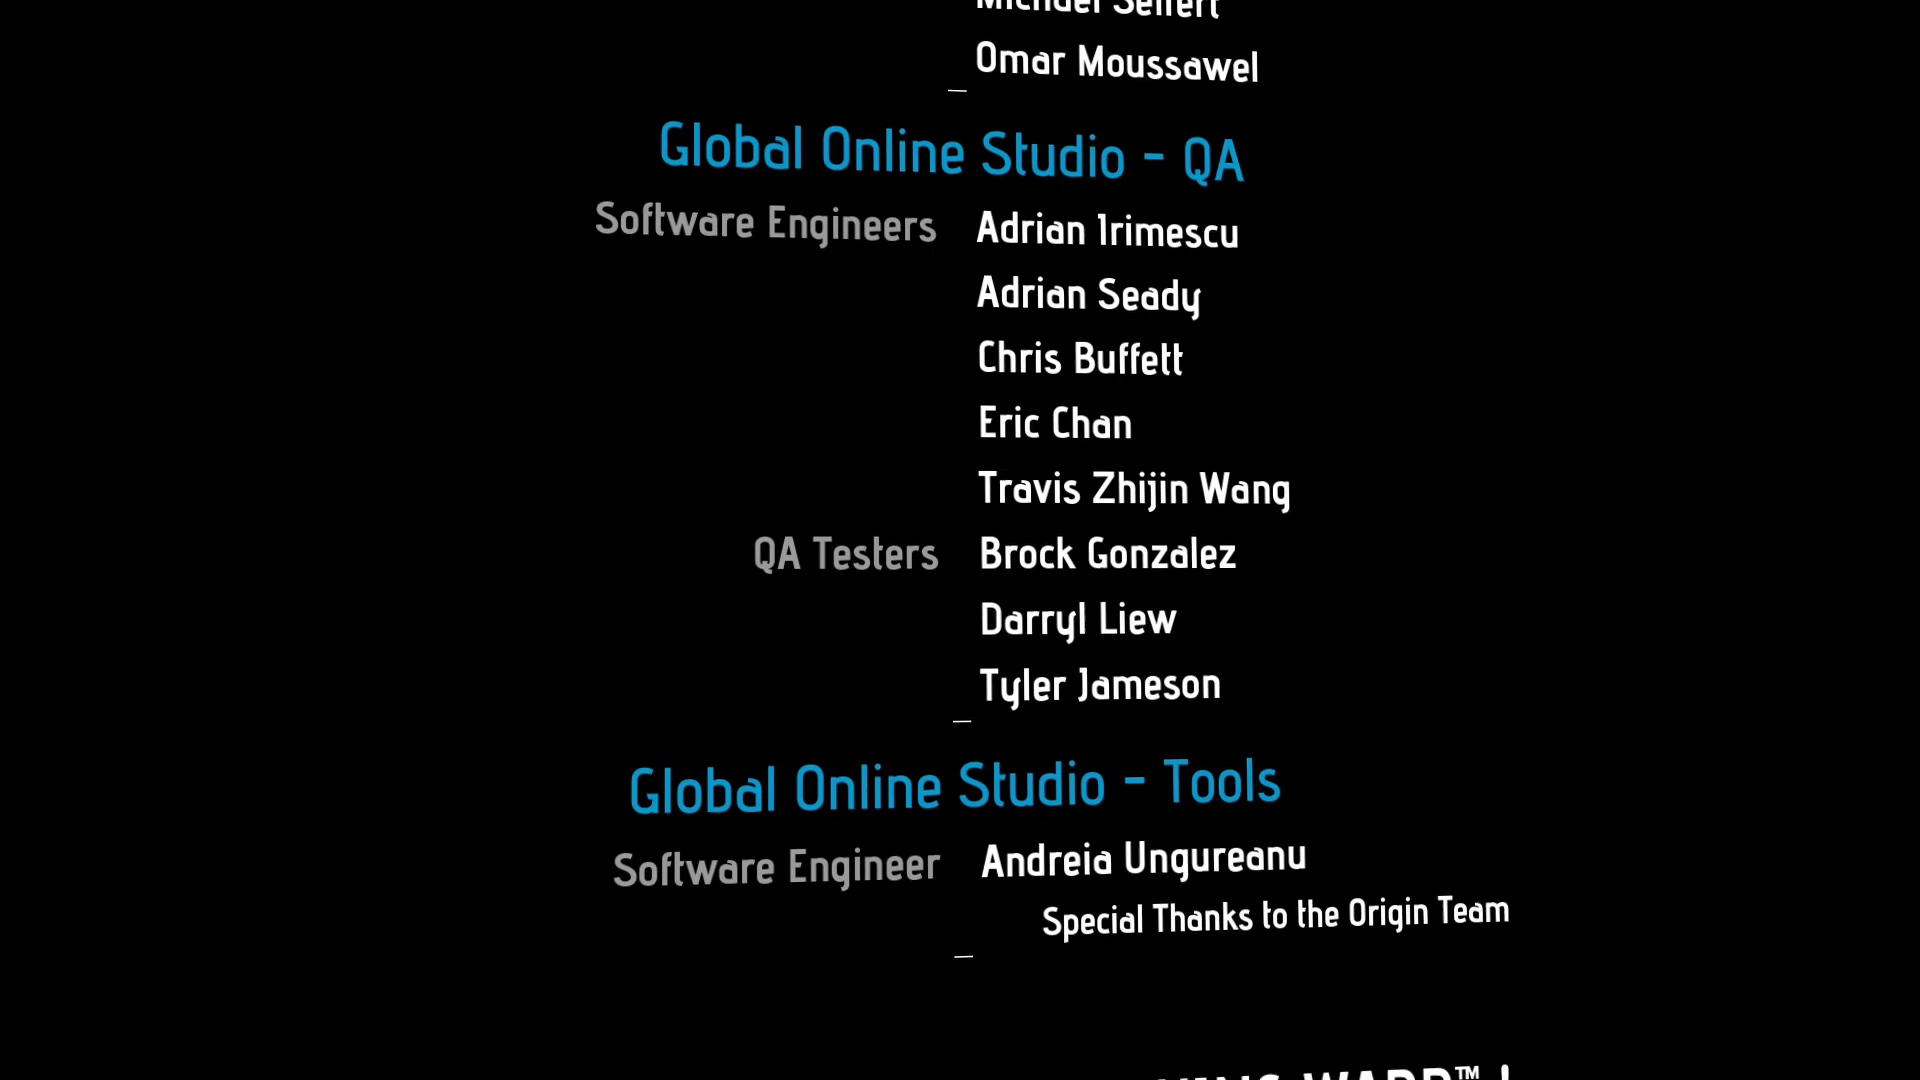 Michael Seifert
Omar Moussawel
Global Online Studio - QA
Software Engineers Adrian Irimescu
Adrian Seady
Chris Buffett
Eric Chan
Travis Zhijin Wang
QA Testers Brock Gonzalez
Darryl Liew
Tyler Jameson
Global Online Studio - Tools
Software Engineer Andreia Ungureanu
Special Thanks to the Origin Team